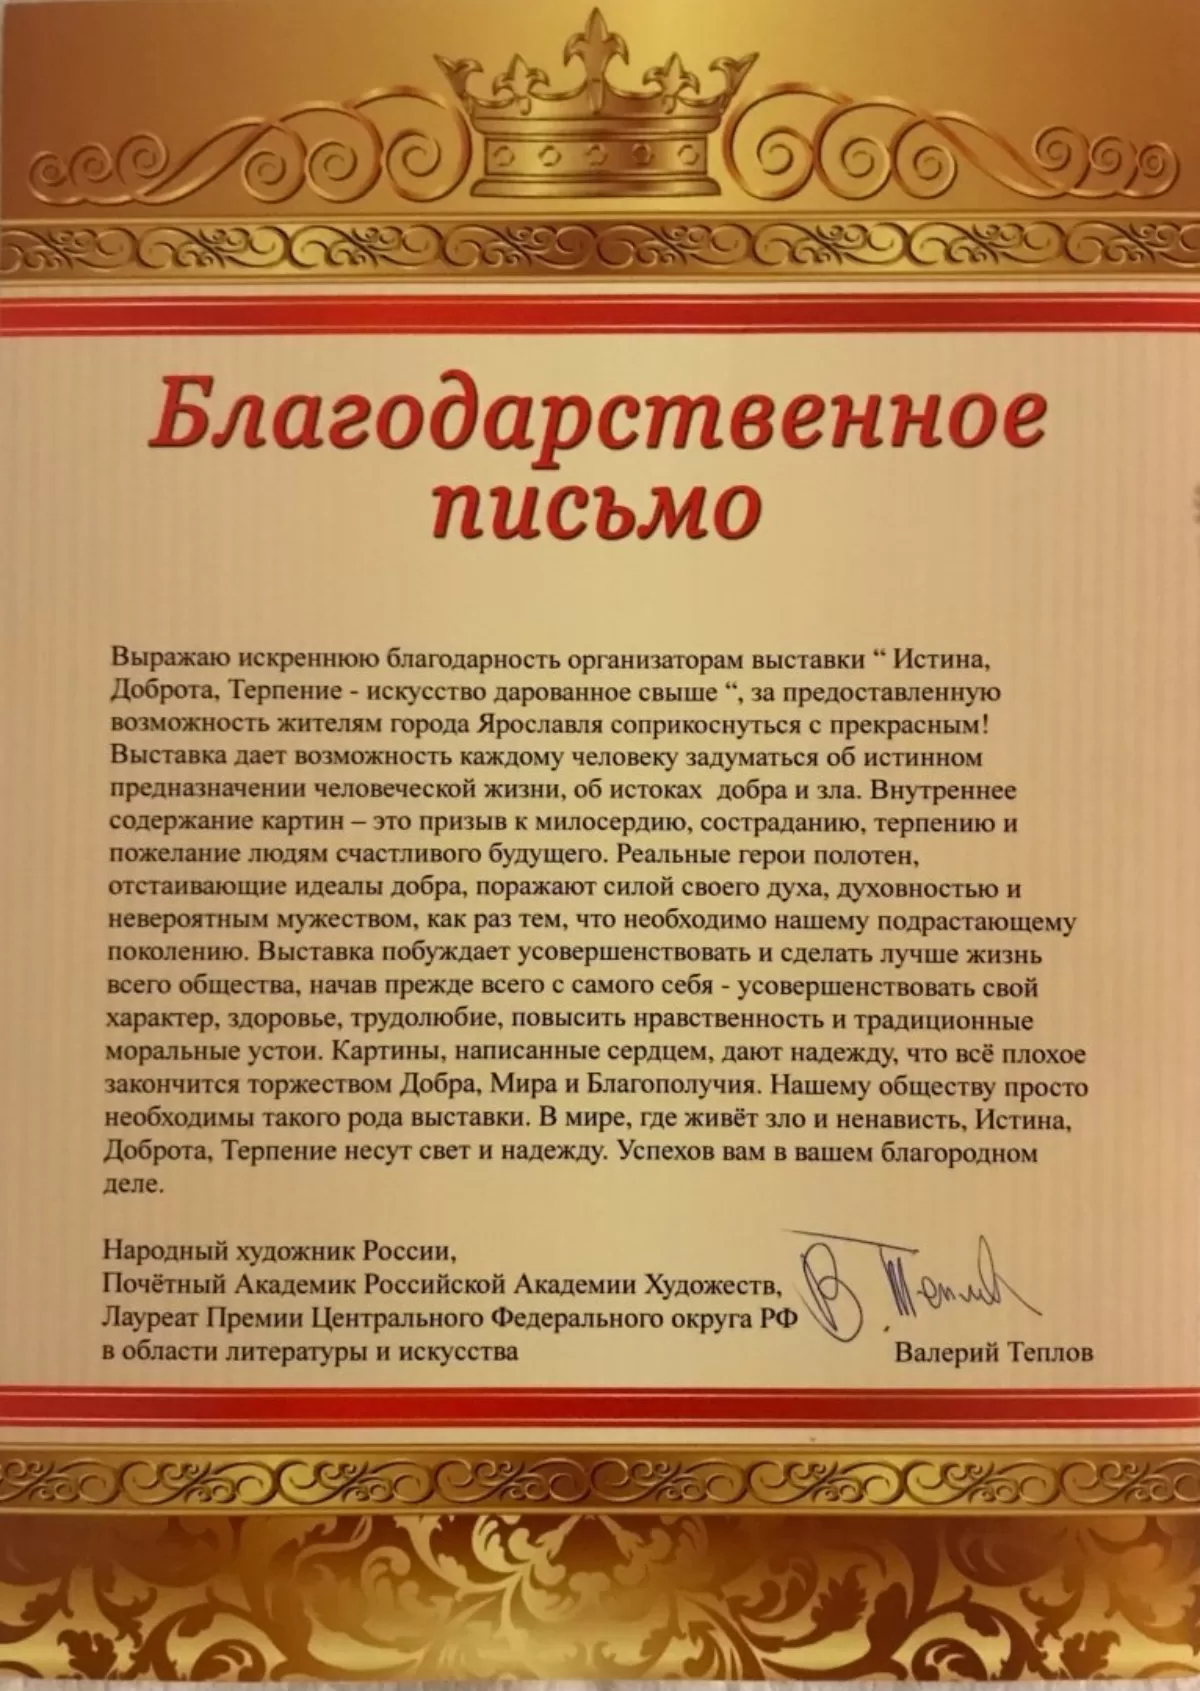 Благодарственное
письмо
Выражаю искреннюю благодарность организаторам выставки “ Истина,
Доброта, Терпение - искусство дарованное свыше “, за предоставленную
возможность жителям города Ярославля соприкоснуться с прекрасным!
Выставка дает возможность каждому человеку задуматься об истинном
предназначении человеческой жизни, об истоках добра и зла. Внутреннее
содержание картин – это призыв к милосердию, состраданию, терпению и
пожелание людям счастливого будущего. Реальные герои полотен,
отстаивающие идеалы добра, поражают силой своего духа, духовностью и
невероятным мужеством, как раз тем, что необходимо нашему подрастающему
поколению. Выставка побуждает усовершенствовать и сделать лучше жизнь
всего общества, начав прежде всего с самого себя - усовершенствовать свой
характер, здоровье, трудолюбие, повысить нравственность и традиционные
моральные устои. Картины, написанные сердцем, дают надежду, что всё плохое
закончится торжеством Добра, Мира и Благополучия. Нашему обществу просто
необходимы такого рода выставки. В мире, где живёт зло и ненависть, Истина,
Доброта, Терпение несут свет и надежду. Успехов вам в вашем благородном
деле.
Народный художник России,
Почётный Академик Российской Академии Художеств,
Лауреат Премии Центрального Федерального округа РФ
в области литературы и искусства
В Теплов
Валерий Теплов